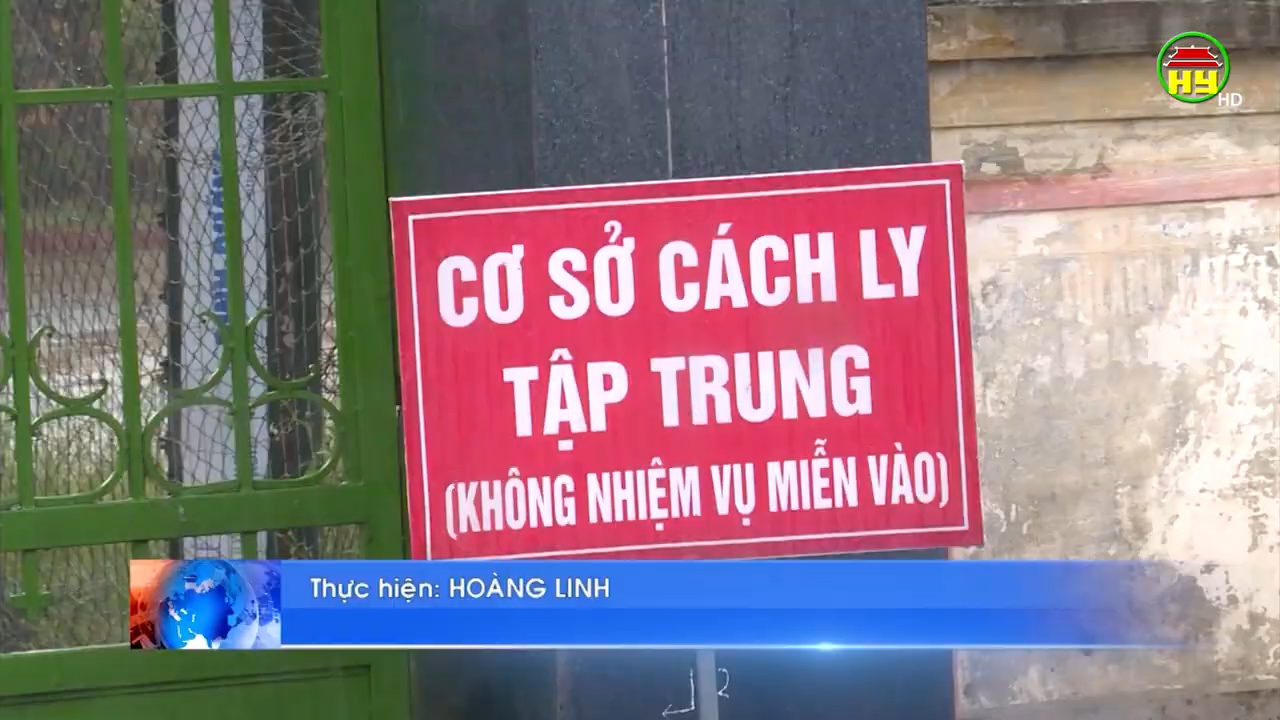 HY
HD
CƠ SỞ CÁCH LY
TẬP TRUNG
(KHÔNG NHIỆM VỤ MIỄN VÀO)
Thực hiện: HOÀNG LINH